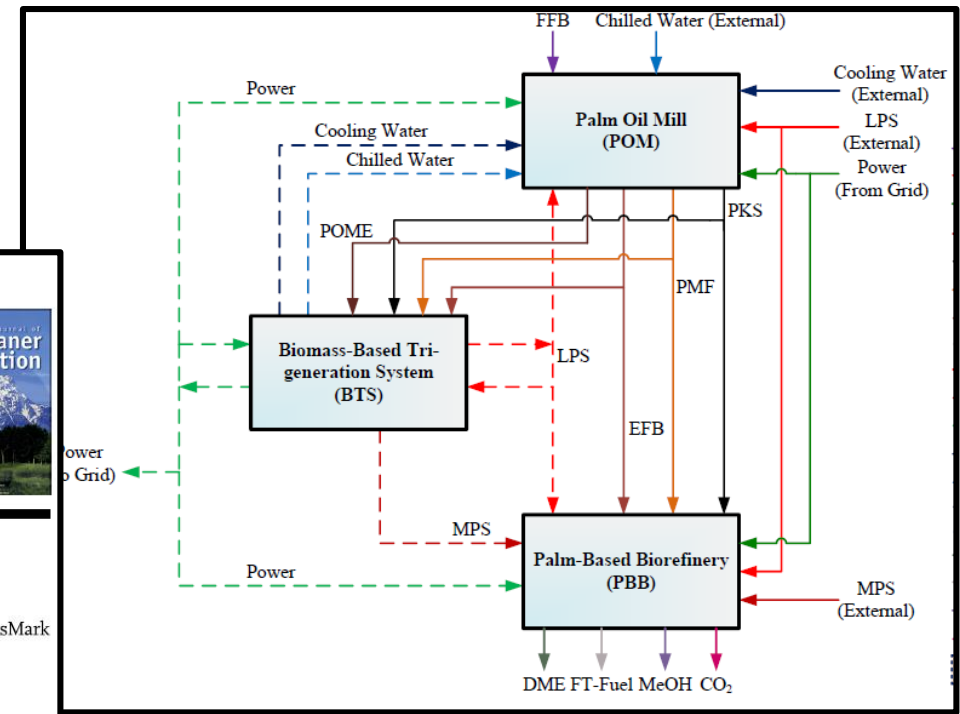 FFB
Chilled Water (External)
Power
Cooling Water
(External)
Palm Oil Mill
(POM)
LPS
(External)
Cooling Water
Chilled Water
Power
(From Grid)
PKS
POME
PMF
Biomass-Based Tri-
generation System
(BTS)
LPS
EFB
Grid)
MPS
Palm-Based Biorefinery
(PBB)
Power
MPS
(External)
DME FT-Fuel MeOH CO₂